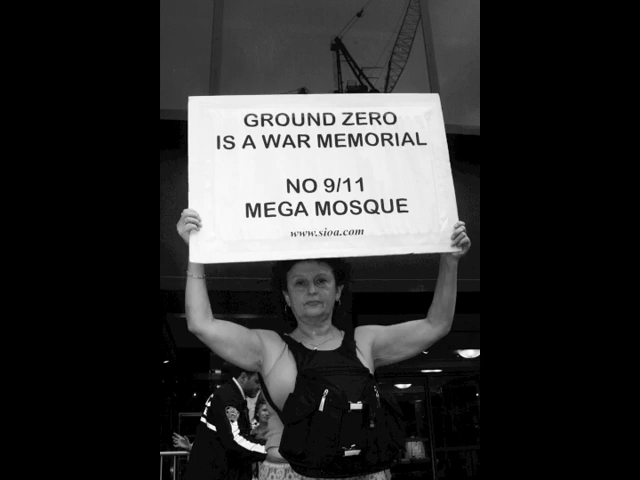 GROUND ZERO
IS A WAR MEMORIAL
NO 9/11
MEGA MOSQUE
www.sioa.com